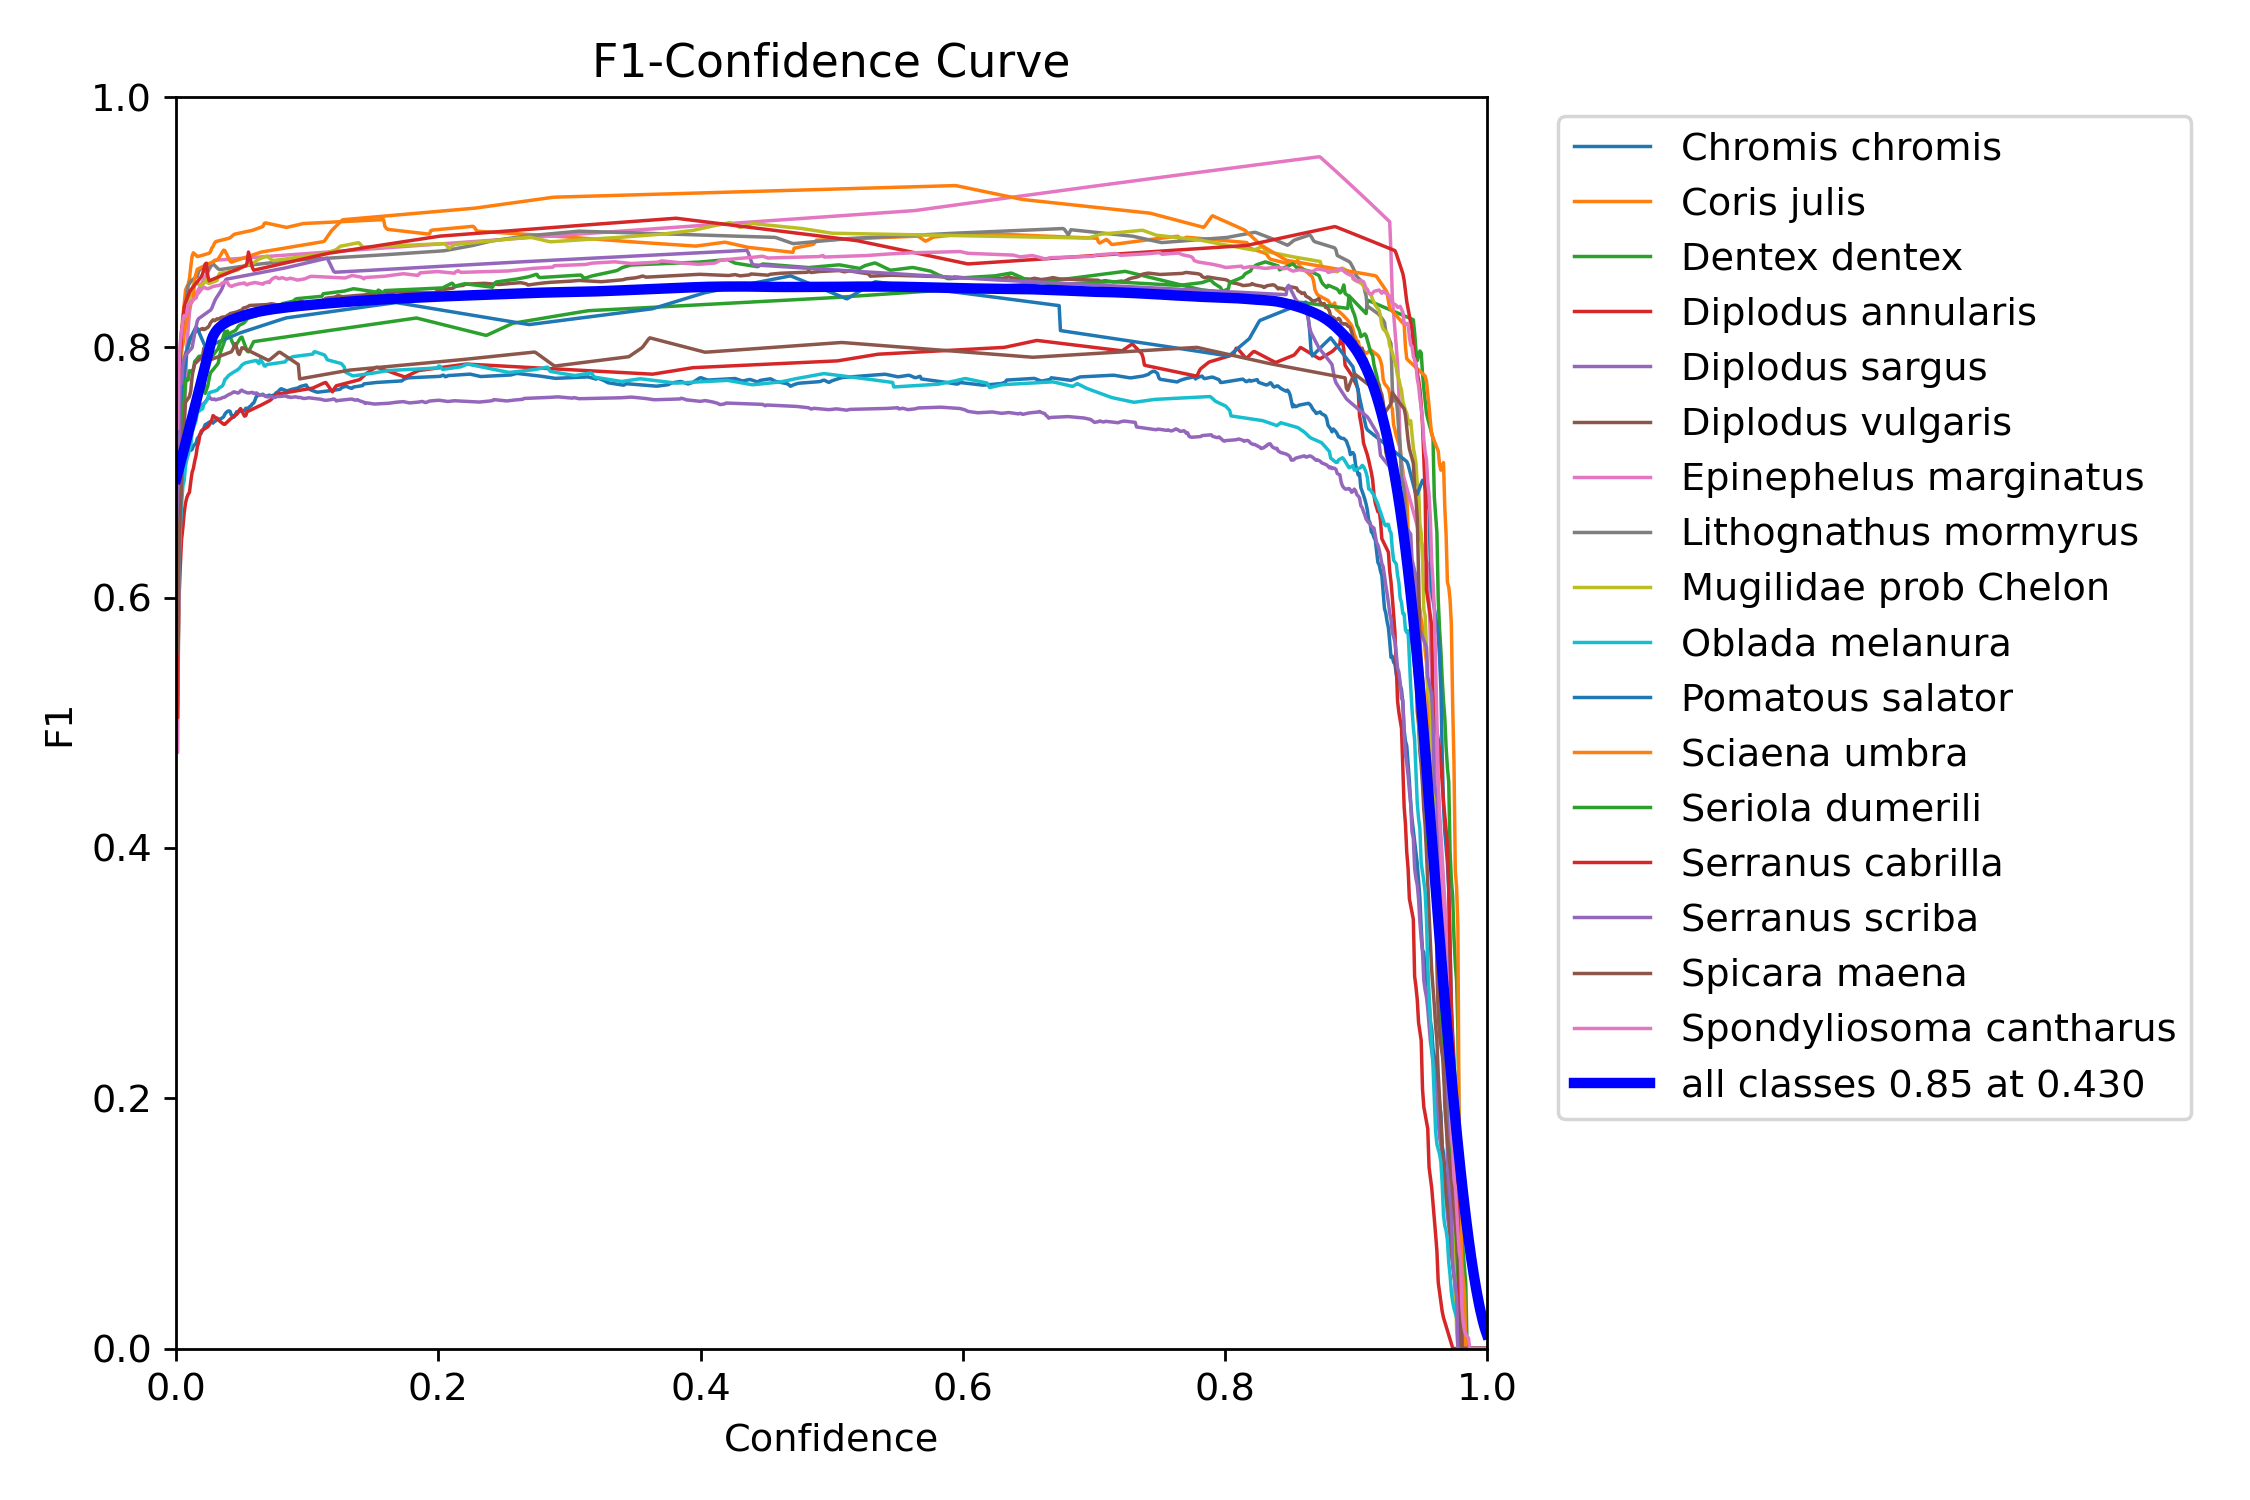 F1-Confidence Curve
1.0
0.8
0.6
0.4
0.2
0.0
F1
0.0 0.2 0.4 0.6 0.8 1.0
Confidence
Chromis chromis
Coris julis
Dentex dentex
Diplodus annularis
Diplodus sargus
Diplodus vulgaris
Epinephelus marginatus
Lithognathus mormyrus
Mugilidae prob Chelon
Oblada melanura
Pomatous salator
Sciaena umbra
Seriola dumerili
Serranus cabrilla
Serranus scriba
Spicara maena
Spondyliosoma cantharus
all classes 0.85 at 0.430